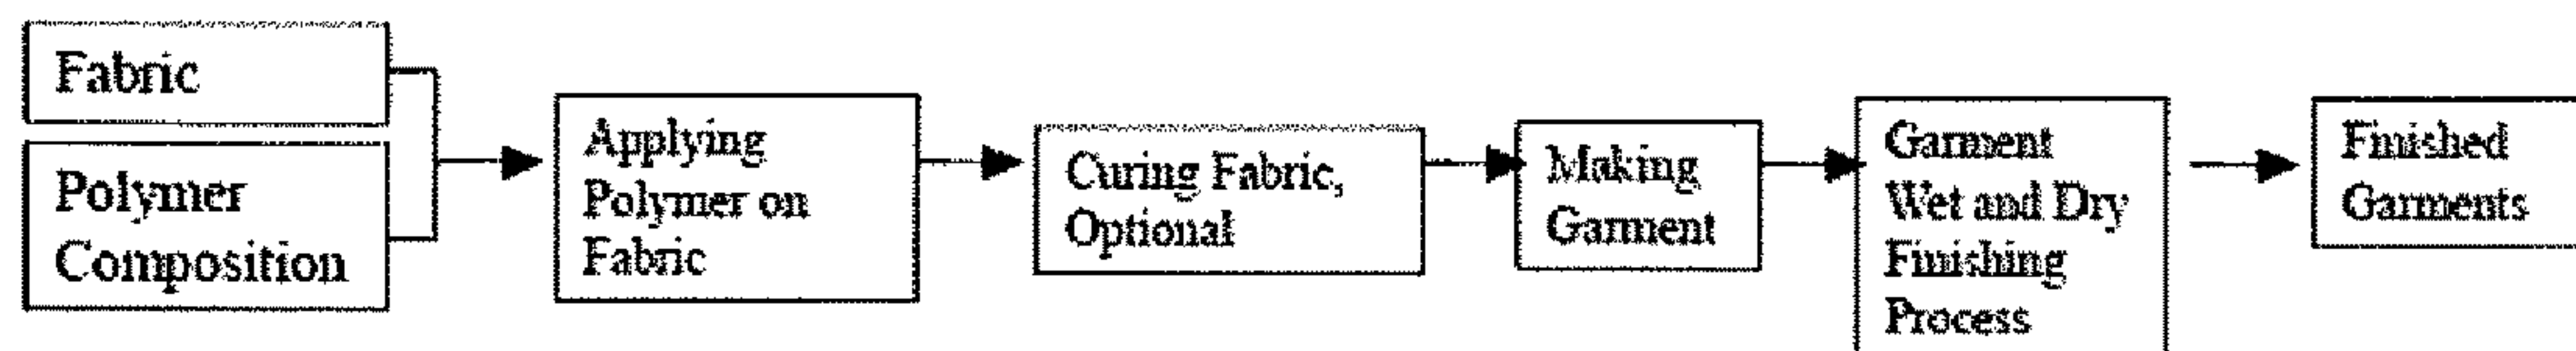 Fabric
Polymer
Composition
Applying
Polymer on
Fabric
Curing Fabric,
Optional
Making
Garment
Garment
Wet and Dry
Finishing
Process
Finished
Garments